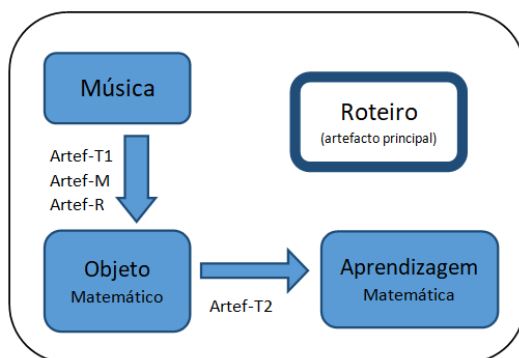 Música
Roteiro
(artefacto principal)
Artef-T1
Artef-M
Artef-R
Objeto
Matemático
Artef-T2
Aprendizagem
Matemática